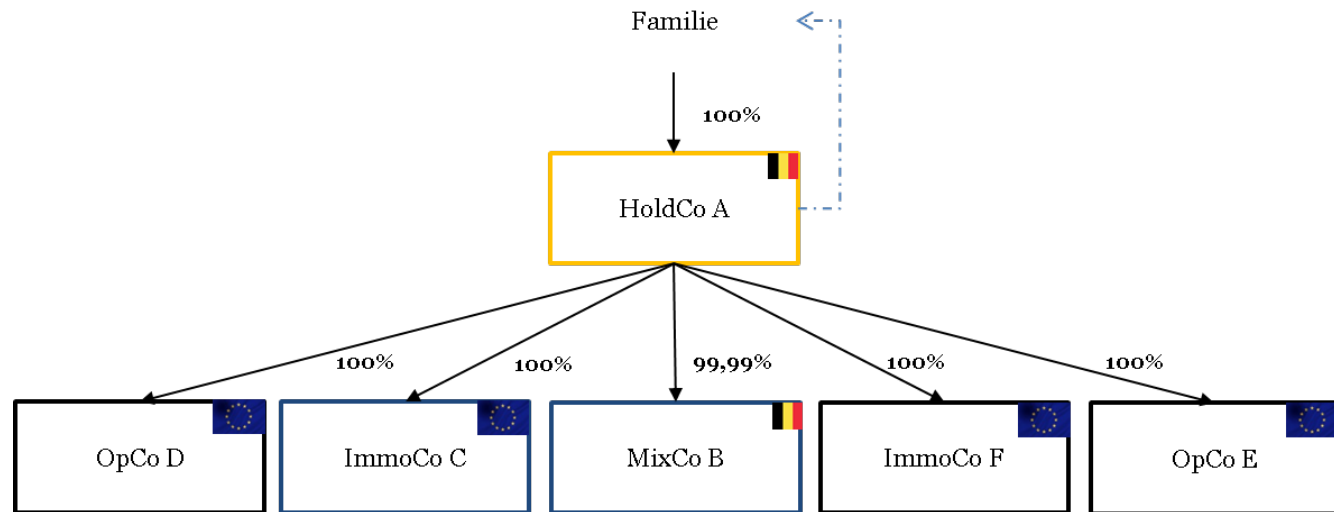 Familie
100%
HoldCo A
100%
100%
99,99%
100%
100%
OpCo D
ImmoCo C
MixCo B
ImmoCo F
OpCo E